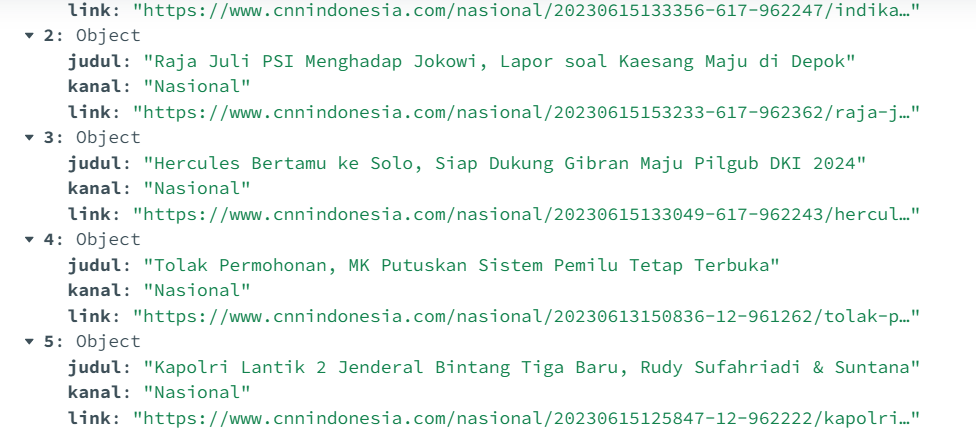 link: "https://www.cnnindonesia.com/nasional/20230615133356-617-962247/indika…"
2: Object
judul: "Raja Juli PSI Menghadap Jokowi, Lapor soal Kaesang Maju di Depok"
kanal: "Nasional"
link: "https://www.cnnindonesia.com/nasional/20230615153233-617-962362/raja-j…"
3: Object
judul: "Hercules Bertamu ke Solo, Siap Dukung Gibran Maju Pilgub DKI 2024"
kanal: "Nasional"
link: "https://www.cnnindonesia.com/nasional/20230615133049-617-962243/hercul…"
4: Object
judul: "Tolak Permohonan, MK Putuskan Sistem Pemilu Tetap Terbuka"
kanal: "Nasional"
link: "https://www.cnnindonesia.com/nasional/20230613150836-12-961262/tolak-p…"
5: Object
judul: "Kapolri Lantik 2 Jenderal Bintang Tiga Baru, Rudy Sufahriadi & Suntana"
kanal: "Nasional"
link: "https://www.cnnindonesia.com/nasional/20230615125847-12-962222/kapolri…"